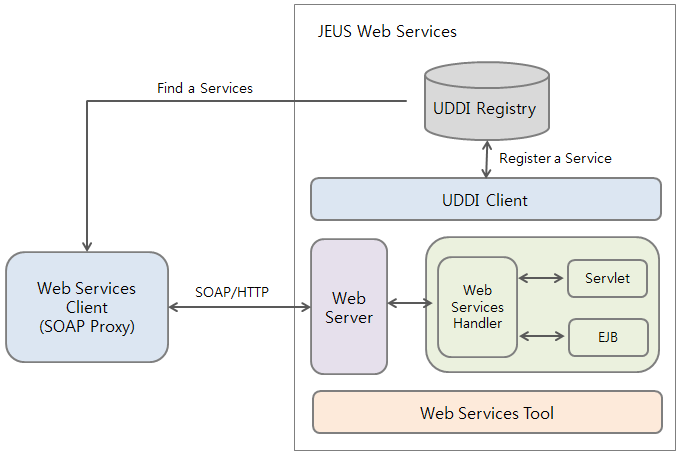 JEUS Web Services
Find a Services
UDDI Registry
Register a Service
UDDI Client
Web Services
Client
(SOAP Proxy)
SOAP/HTTP
Web
Server
Web
Services
Handler
Servlet
EJB
Web Services Tool